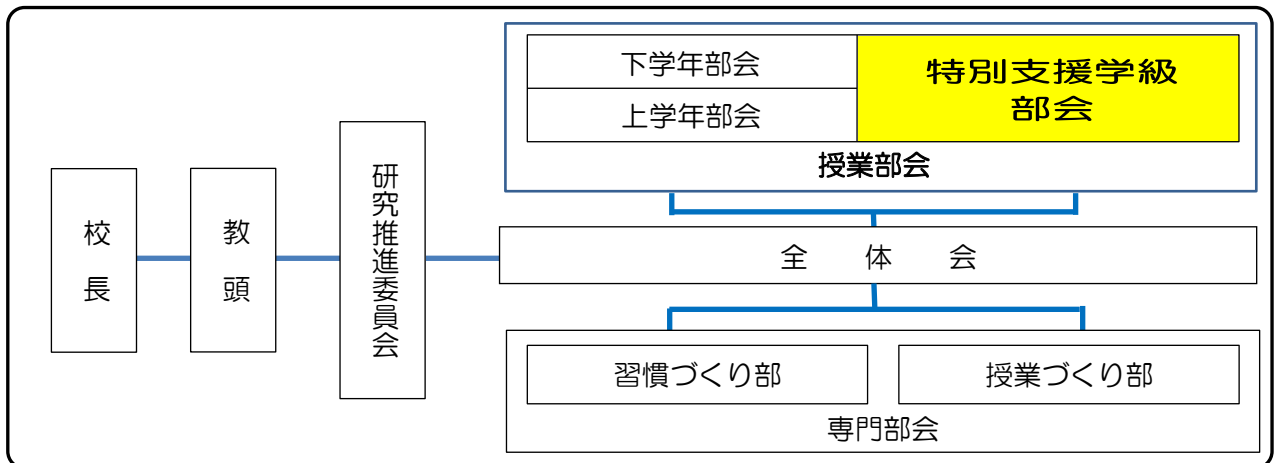 校長
教頭
研究推進委員会
下学年部会
上学年部会
特別支援学級
部会
授業部会
全体会
習慣づくり部
授業づくり部
専門部会